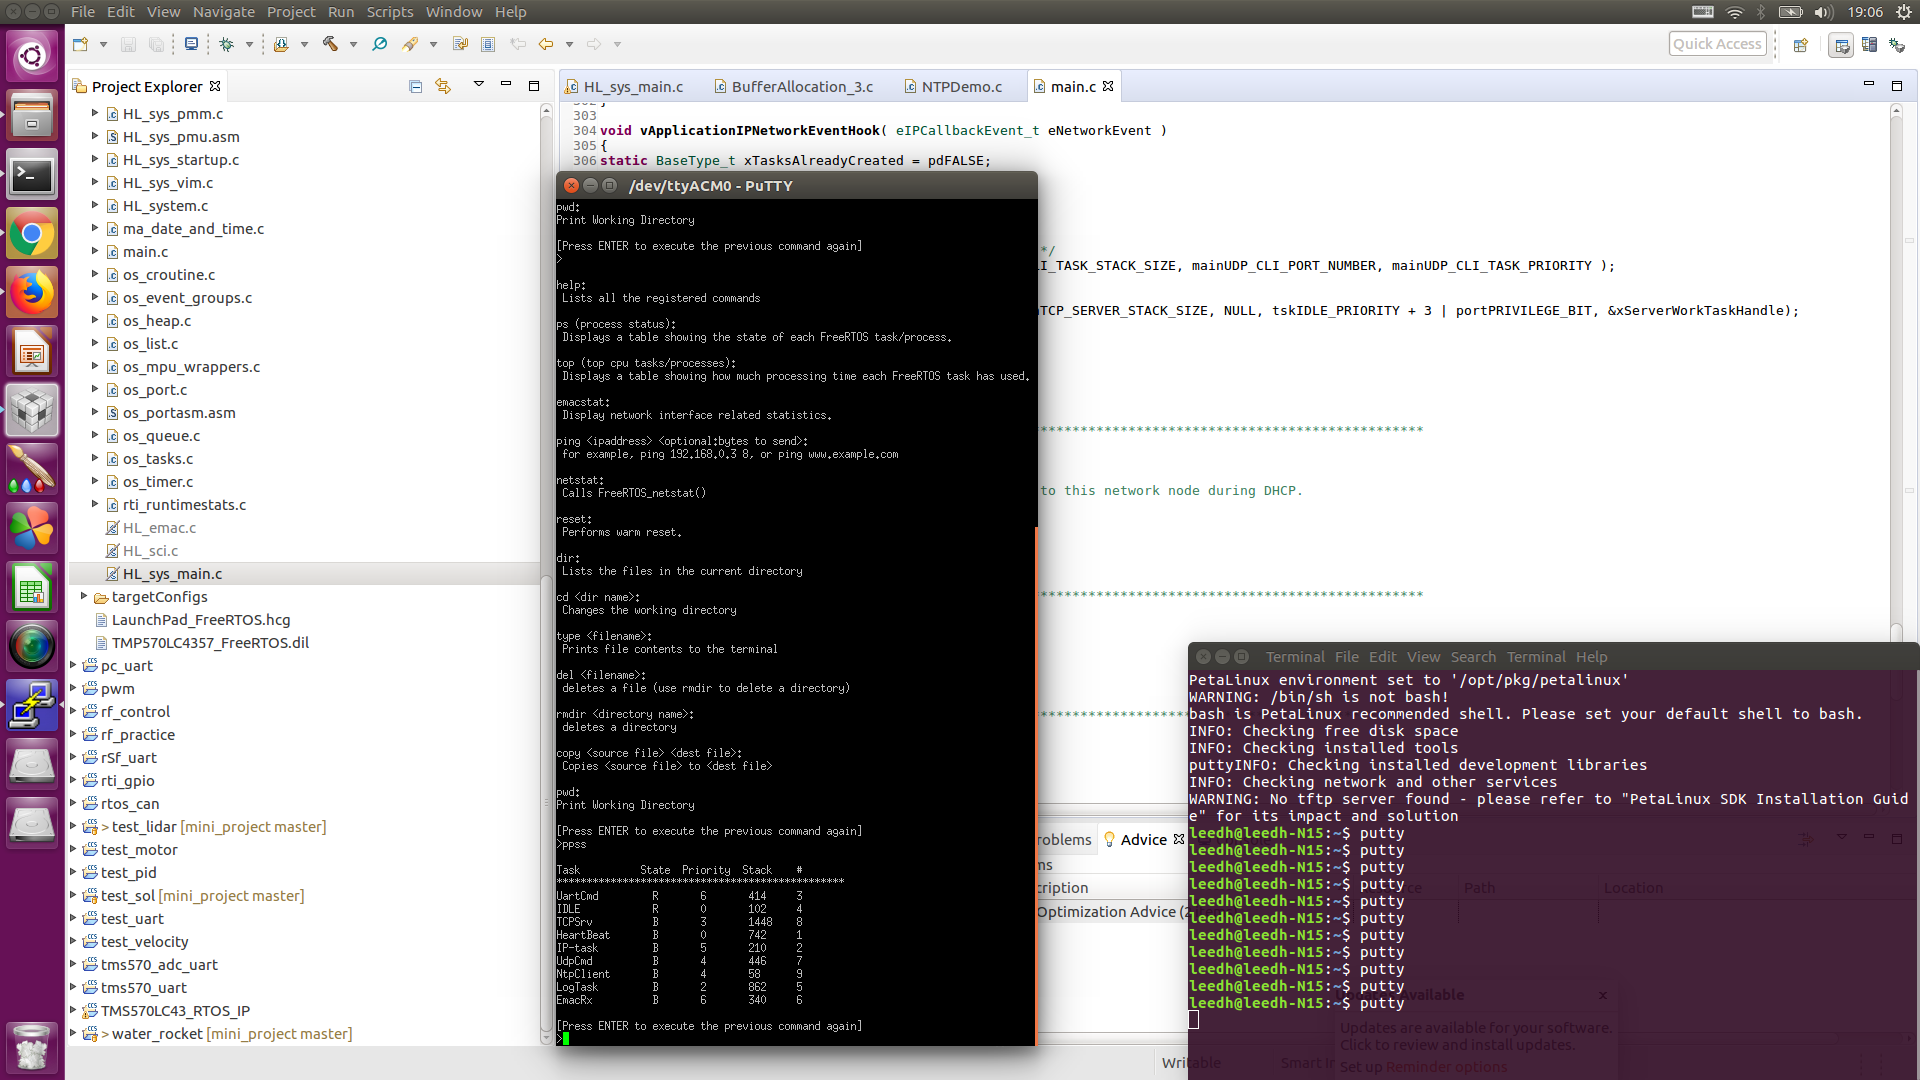 File Edit View Navigate Project Run Scripts Window Help
19:06
Quick Access
Project Explorer
HL_sys_pmm.c
HL_sys_pmu.asm
HL_sys_startup.c
HL_sys_vim.c
HL_system.c
ma_date_and_time.c
main.c
os_croutine.c
os_event_groups.c
os_heap.c
os_list.c
os_mpu_wrappers.c
os_port.c
os_portasm.asm
os_queue.c
os_tasks.c
os_timer.c
rti_runtimestats.c
HL_emac.c
HL_sci.c
HL_sys_main.c
targetConfigs
LaunchPad_FreeRTOS.hcg
TMP570LC4357_FreeRTOS.dil
pc_uart
pwm
rf_control
rf_practice
rSf_uart
rti_gpio
rtos_can
> test_lidar [mini_project master]
test_motor
test_pid
test_sol [mini_project master]
test_uart
test_velocity
tms570_adc_uart
tms570_uart
TMS570LC43_RTOS_IP
> water_rocket [mini_project master]
HL_sys_main.c BufferAllocation_3.c NTPDemo.c main.c
302 }
303
304 void vApplicationIPNetworkEventHook( eIPCallbackEvent_t eNetworkEvent )
305 {
306 static BaseType_t xTasksAlreadyCreated = pdFALSE;
*/
LI_TASK_STACK_SIZE, mainUDP_CLI_PORT_NUMBER, mainUDP_CLI_TASK_PRIORITY );
TCP_SERVER_STACK_SIZE, NULL, tskIDLE_PRIORITY + 3 | portPRIVILEGE_BIT, &xServerWorkTaskHandle);
**************************************************
to this network node during DHCP.
**************************************************
/dev/ttyACM0 - PuTTY
pwd:
Print Working Directory
[Press ENTER to execute the previous command again]
>
help:
Lists all the registered commands
ps (process status):
Displays a table showing the state of each FreeRTOS task/process.
top (top cpu tasks/processes):
Displays a table showing how much processing time each FreeRTOS task has used.
emacstat:
Display network interface related statistics.
ping <ipaddress> <optional:bytes to send>:
for example, ping 192.168.0.3 8, or ping www.example.com
netstat:
Calls FreeRTOS_netstat()
reset:
Performs warm reset.
dir:
Lists the files in the current directory
cd <dir name>:
Changes the working directory
type <filename>:
Prints file contents to the terminal
del <filename>:
deletes a file (use rmdir to delete a directory)
rmdir <directory name>:
deletes a directory
copy <source file> <dest file>:
Copies <source file> to <dest file>
pwd:
Print Working Directory
[Press ENTER to execute the previous command again]
>ppss
Task State Priority Stack #
************************************************
UartCmd R 6 414 3
IDLE R 0 102 4
TCPSrv B 3 1448 8
HeartBeat B 0 742 1
IP-task B 5 210 2
UdpCmd B 4 446 7
NtpClient B 4 58 9
LogTask B 2 862 5
EmacRx B 6 340 6
[Press ENTER to execute the previous command again]
>
roblems Advice
ms
cription
Optimization Advice (2
Path Location
Terminal File Edit View Search Terminal Help
PetaLinux environment set to '/opt/pkg/petalinux'
WARNING: /bin/sh is not bash!
bash is PetaLinux recommended shell. Please set your default shell to bash.
INFO: Checking free disk space
INFO: Checking installed tools
puttyINFO: Checking installed development libraries
INFO: Checking network and other services
WARNING: No tftp server found - please refer to "PetaLinux SDK Installation Guid
e" for its impact and solution
leedh@leedh-N15:~$ putty
leedh@leedh-N15:~$ putty
leedh@leedh-N15:~$ putty
leedh@leedh-N15:~$ putty
leedh@leedh-N15:~$ putty
leedh@leedh-N15:~$ putty
leedh@leedh-N15:~$ putty
leedh@leedh-N15:~$ putty
leedh@leedh-N15:~$ putty
leedh@leedh-N15:~$ putty
leedh@leedh-N15:~$ putty
Updates Available
Updates are available for your software.
Click to review and install updates.
Set up Reminder options
Writable Smart In